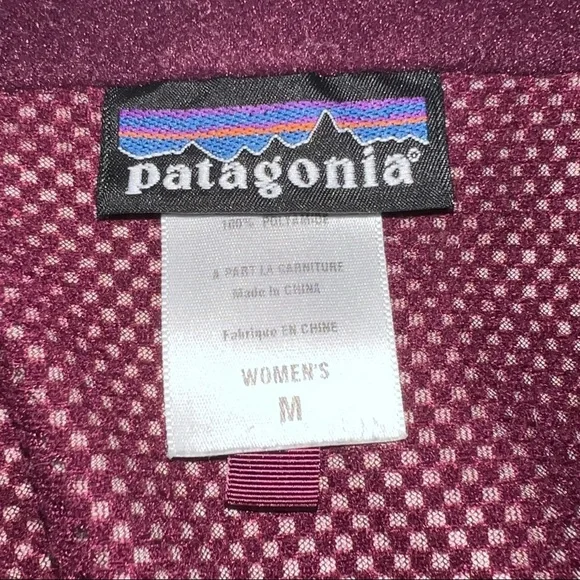 patagonia®
100% POLYAMIDE
A PART LA GARNITURE
Made in CHINA
Fabriqué EN CHINE
WOMEN'S
M